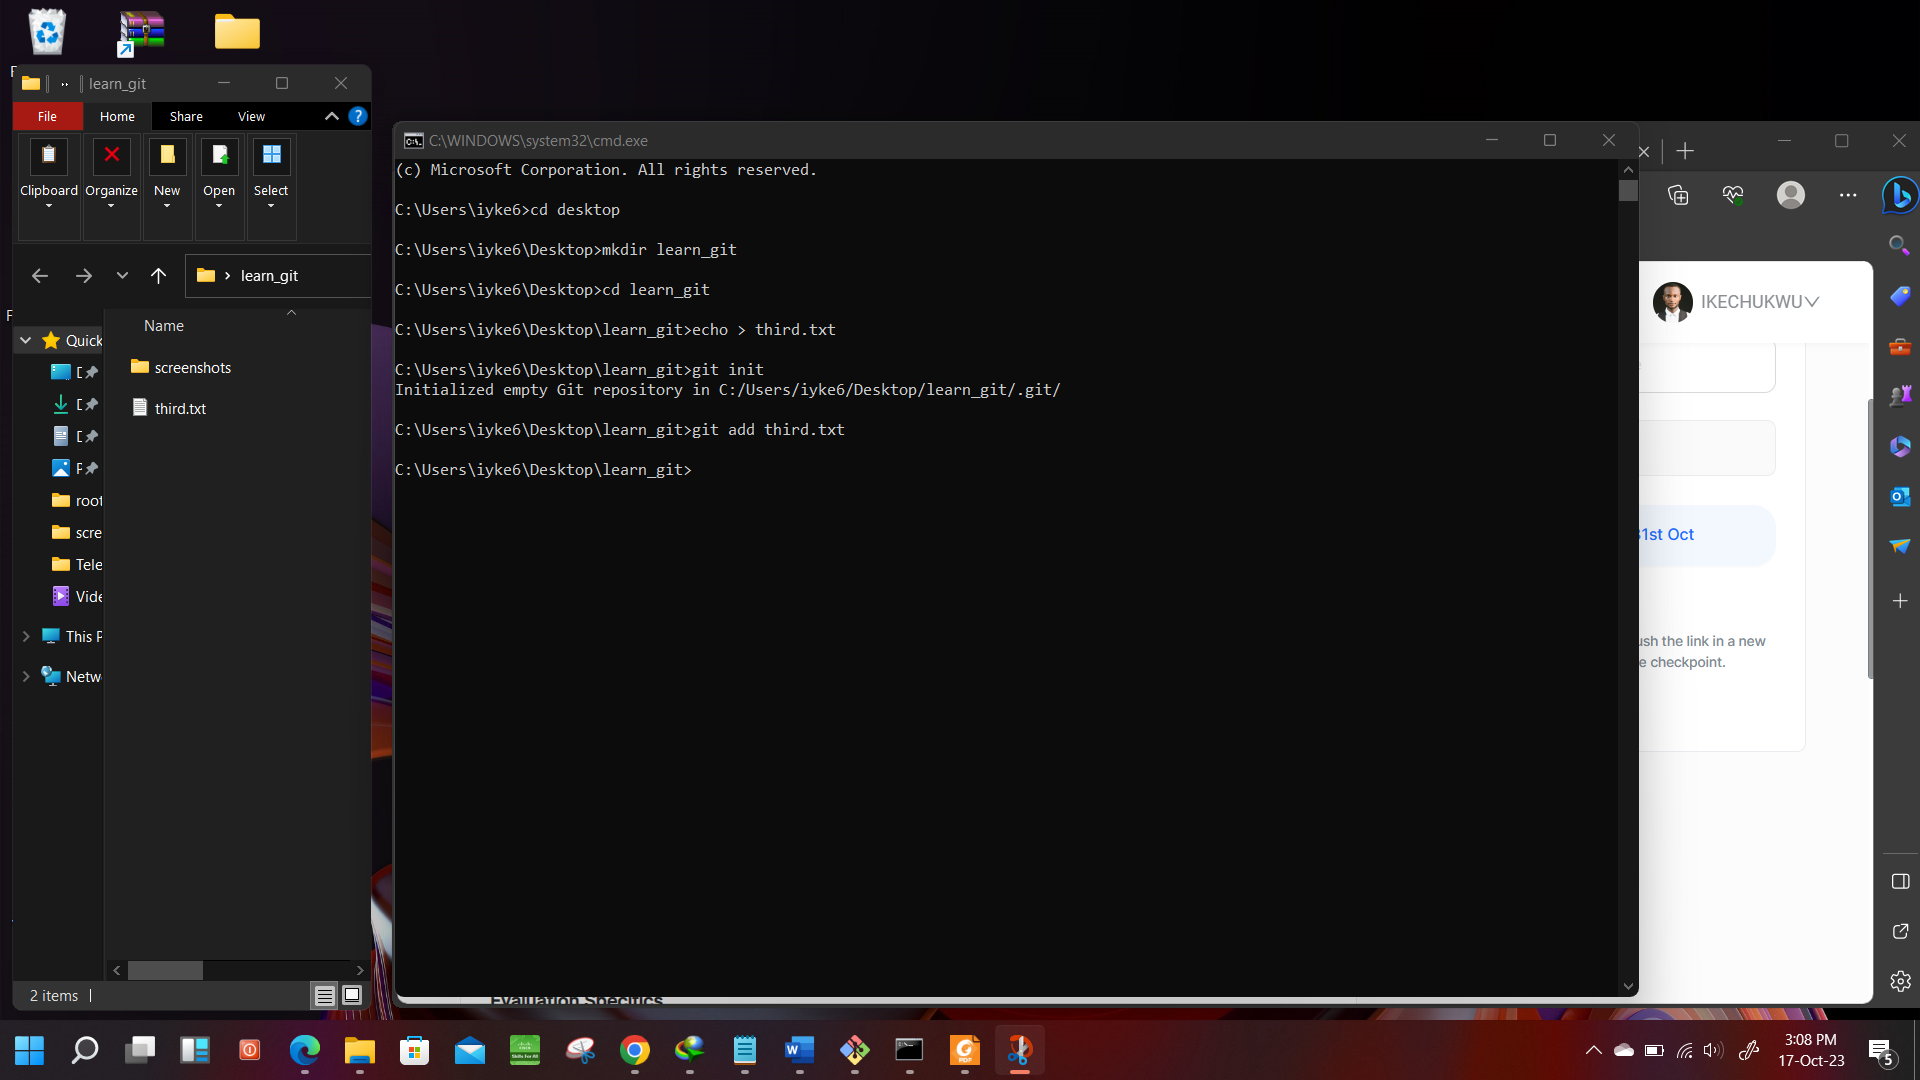 learn_git
File Home Share View
Clipboard Organize New Open Select
learn_git
Name
Quick
screenshots
third.txt
root
scre
Tele
Vide
This P
Netw
2 items
C:\WINDOWS\system32\cmd.exe
(c) Microsoft Corporation. All rights reserved.
C:\Users\iyke6>cd desktop
C:\Users\iyke6\Desktop>mkdir learn_git
C:\Users\iyke6\Desktop>cd learn_git
C:\Users\iyke6\Desktop\learn_git>echo > third.txt
C:\Users\iyke6\Desktop\learn_git>git init
Initialized empty Git repository in C:/Users/iyke6/Desktop/learn_git/.git/
C:\Users\iyke6\Desktop\learn_git>git add third.txt
C:\Users\iyke6\Desktop\learn_git>
IKECHUKWU
31st Oct
ush the link in a new
e checkpoint.
Evaluation Specifics
3:08 PM
17-Oct-23
5